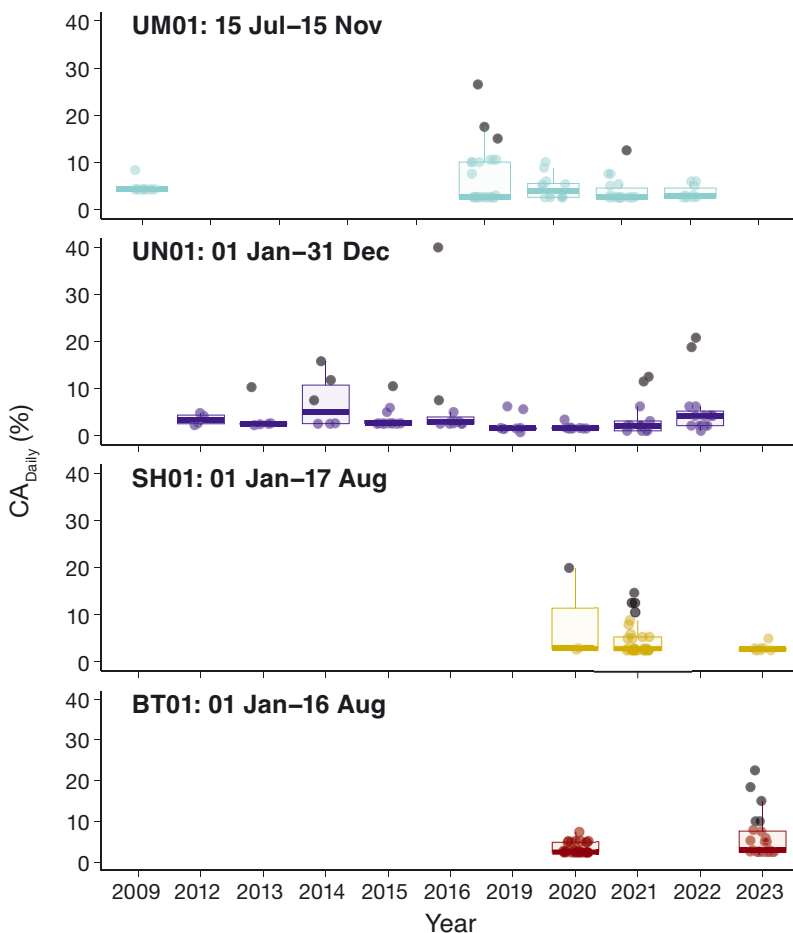 UM01: 15 Jul–15 Nov
40
30
20
10
0
UN01: 01 Jan–31 Dec
40
30
20
10
0
CA Daily (%)
SH01: 01 Jan–17 Aug
40
30
20
10
0
BT01: 01 Jan–16 Aug
40
30
20
10
0
2009 2012 2013 2014 2015 2016 2019 2020 2021 2022 2023
Year